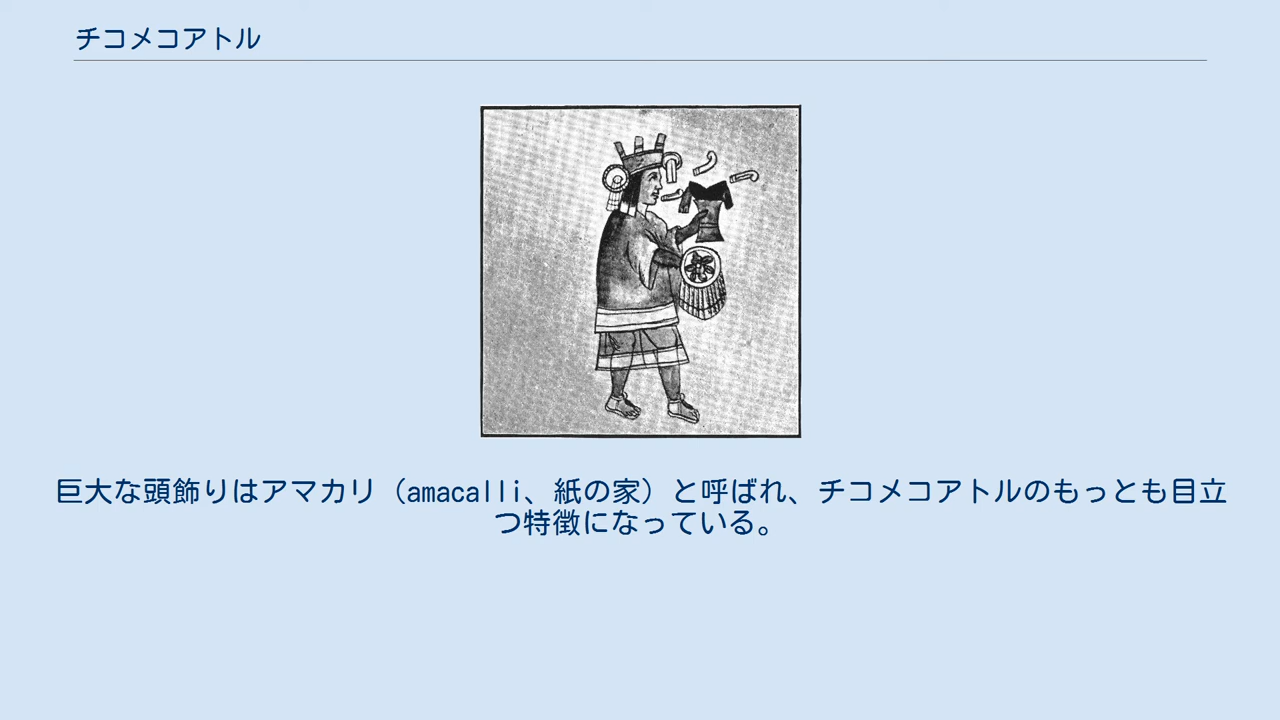 チコメコアトル
巨大な頭飾りはアマカリ（amacalli、紙の家）と呼ばれ、チコメコアトルのもっとも目立
つ特徴になっている。